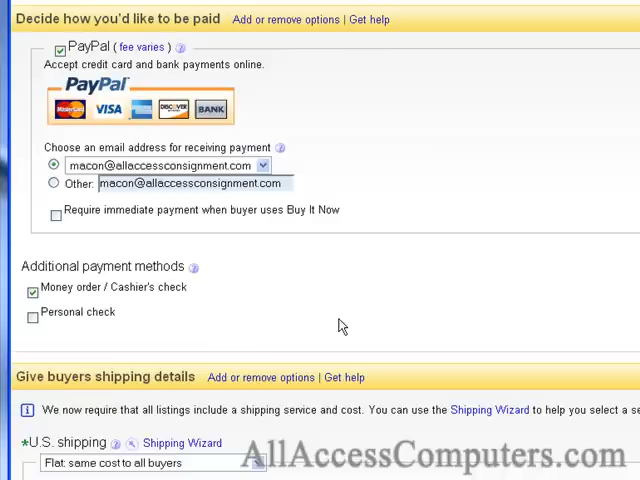 Decide how you'd like to be paid Add or remove options | Get help
PayPal ( fee varies )
Accept credit card and bank payments online.
PayPal
MasterCard VISA DISCOVER BANK
Choose an email address for receiving payment
macon@allaccessconsignment.com
Other: macon@allaccessconsignment.com
Require immediate payment when buyer uses Buy It Now
Additional payment methods
Money order / Cashier's check
Personal check
Give buyers shipping details Add or remove options | Get help
We now require that all listings include a shipping service and cost. You can use the Shipping Wizard to help you select a se
*U.S. shipping Shipping Wizard
Flat: same cost to all buyers
AllAccessComputers.com